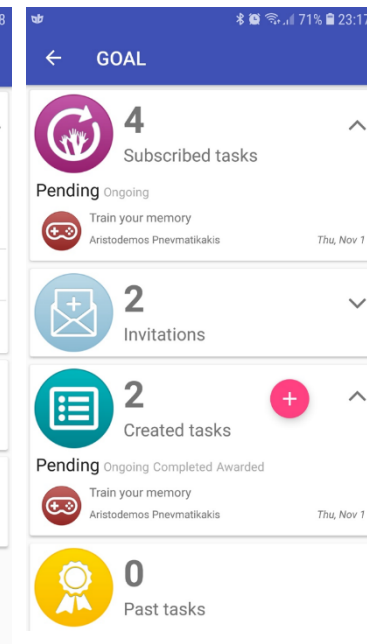 8
71% 23:17
GOAL
4
Subscribed tasks
Pending Ongoing
Train your memory
Aristodemos Pnevmatikakis Thu, Nov 1
2
Invitations
2
+
Created tasks
Pending Ongoing Completed Awarded
Train your memory
Aristodemos Pnevmatikakis Thu, Nov 1
0
Past tasks